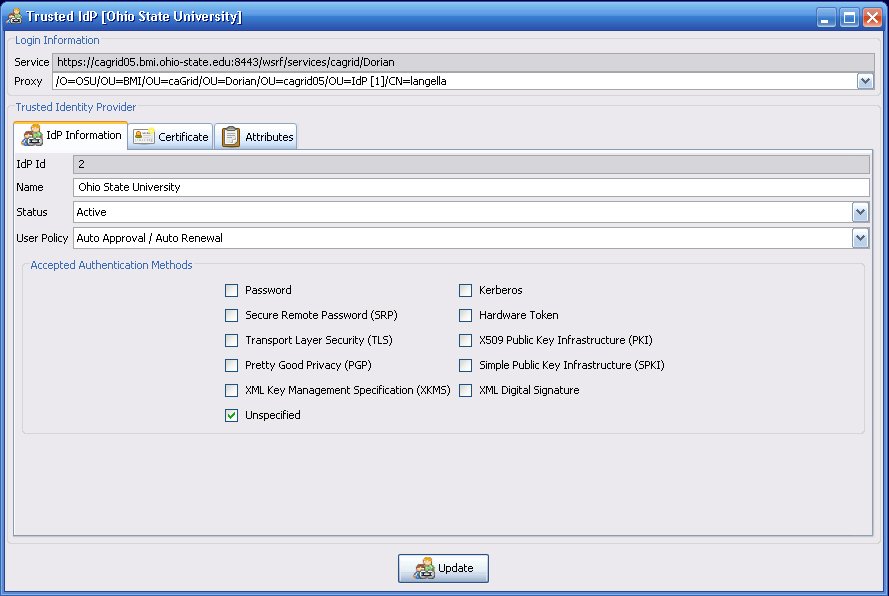 Trusted IdP [Ohio State University]
Login Information
Service https://cagrid05.bmi.ohio-state.edu:8443/wsrf/services/cagrid/Dorian
Proxy /O=OSU/OU=BMI/OU=caGrid/OU=Dorian/OU=cagrid05/OU=IdP [1]/CN=langella
Trusted Identity Provider
IdP Information Certificate Attributes
IdP Id 2
Name Ohio State University
Status Active
User Policy Auto Approval / Auto Renewal
Accepted Authentication Methods
Password Kerberos
Secure Remote Password (SRP) Hardware Token
Transport Layer Security (TLS) X509 Public Key Infrastructure (PKI)
Pretty Good Privacy (PGP) Simple Public Key Infrastructure (SPKI)
XML Key Management Specification (XKMS) XML Digital Signature
Unspecified
Update